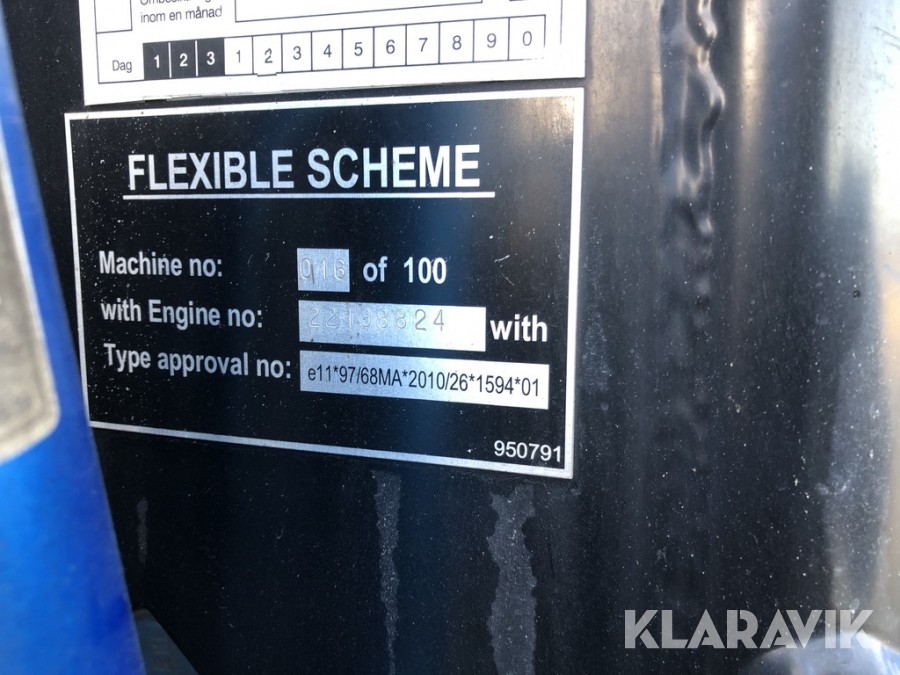 inom en månad
Dag 1 2 3 1 2 3 4 5 6 7 8 9 0
KLARAVIK
FLEXIBLE SCHEME
Machine no: 016 of 100
with Engine no: 22198824 with
Type approval no: e11*97/68MA*2010/26*1594*01
950791
KLARAVIK